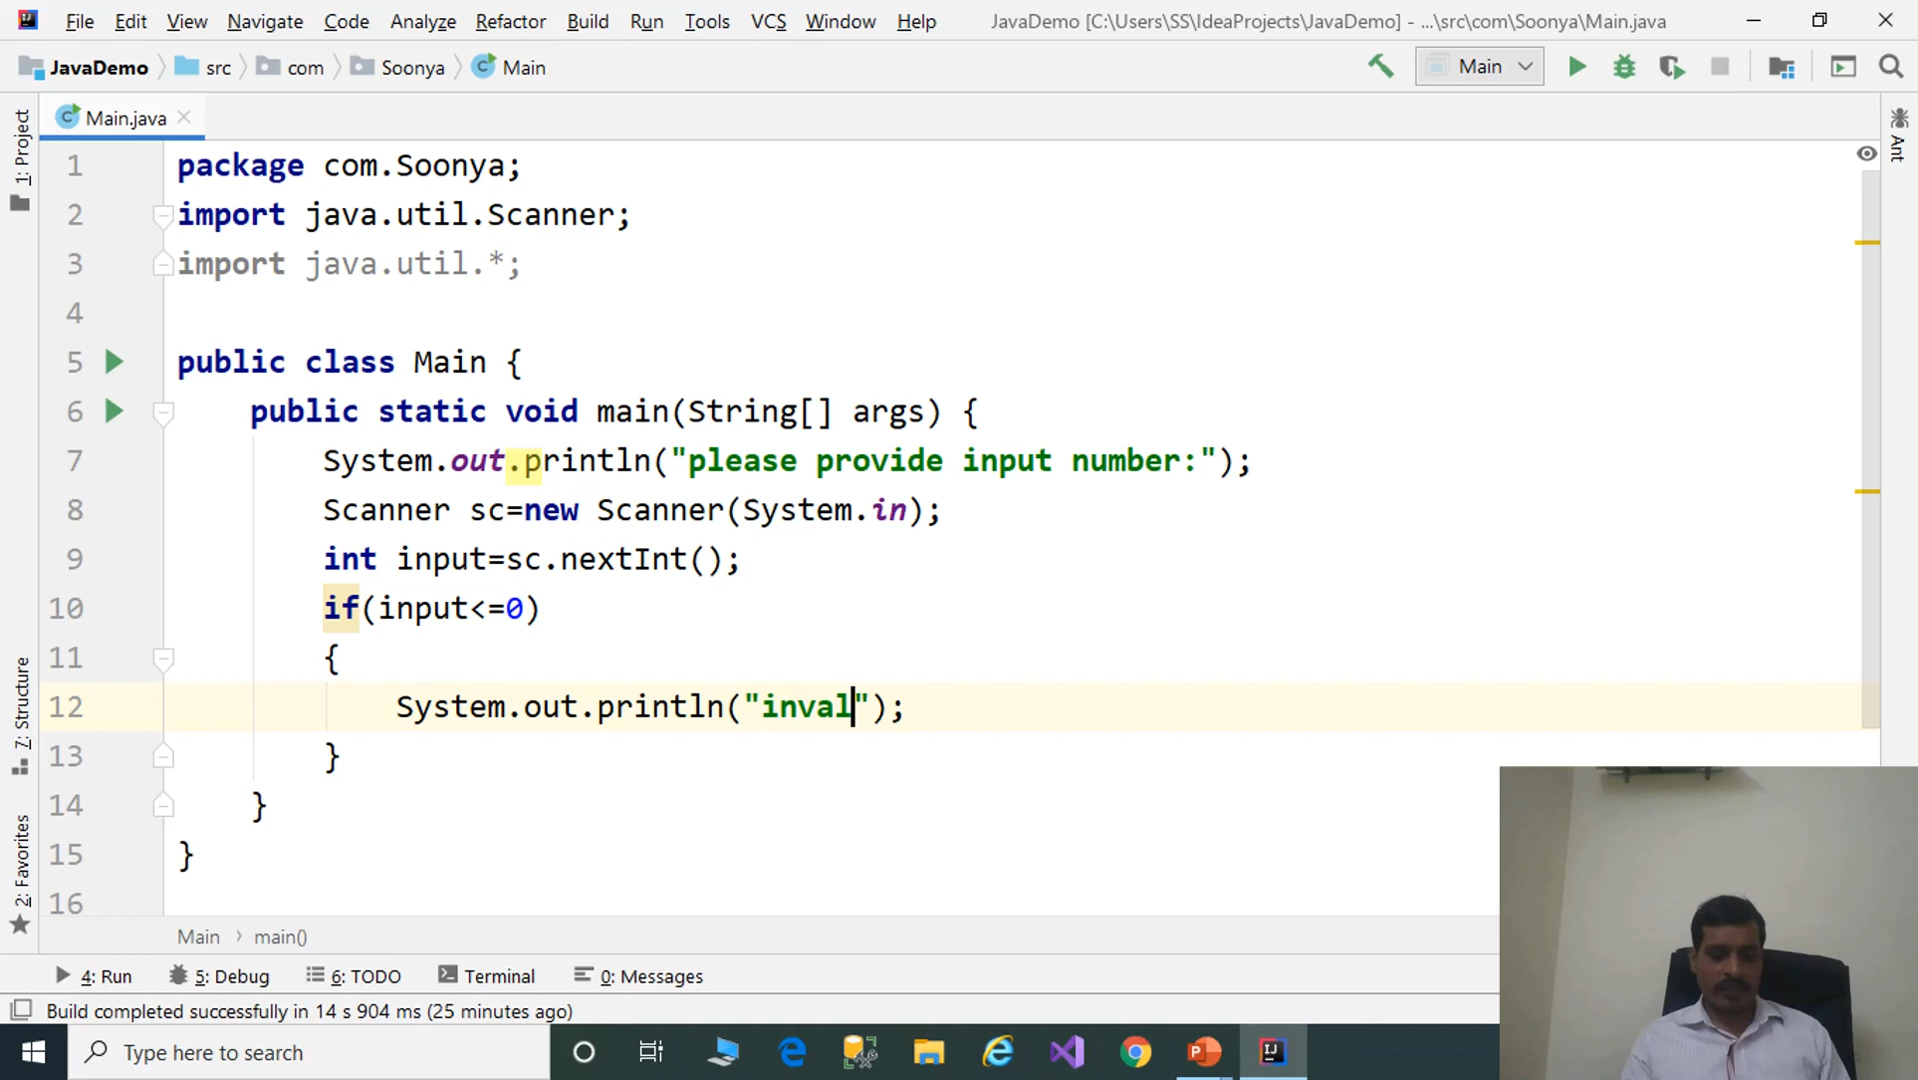 File Edit View Navigate Code Analyze Refactor Build Run Tools VCS Window Help JavaDemo [C:\Users\SS\IdeaProjects\JavaDemo] - ...\src\com\Soonya\Main.java
JavaDemo src com Soonya Main Main
Main.java
1: Project
Ant
1 package com.Soonya;
2 import java.util.Scanner;
3 import java.util.*;
4
5 public class Main {
6 public static void main(String[] args) {
7 System.out.println("please provide input number:");
8 Scanner sc=new Scanner(System.in);
9 int input=sc.nextInt();
10 if(input<=0)
11 {
12 System.out.println("inval");
13 }
14 }
15 }
16
7: Structure
2: Favorites
Main main()
4: Run 5: Debug 6: TODO Terminal 0: Messages
Build completed successfully in 14 s 904 ms (25 minutes ago)
Type here to search